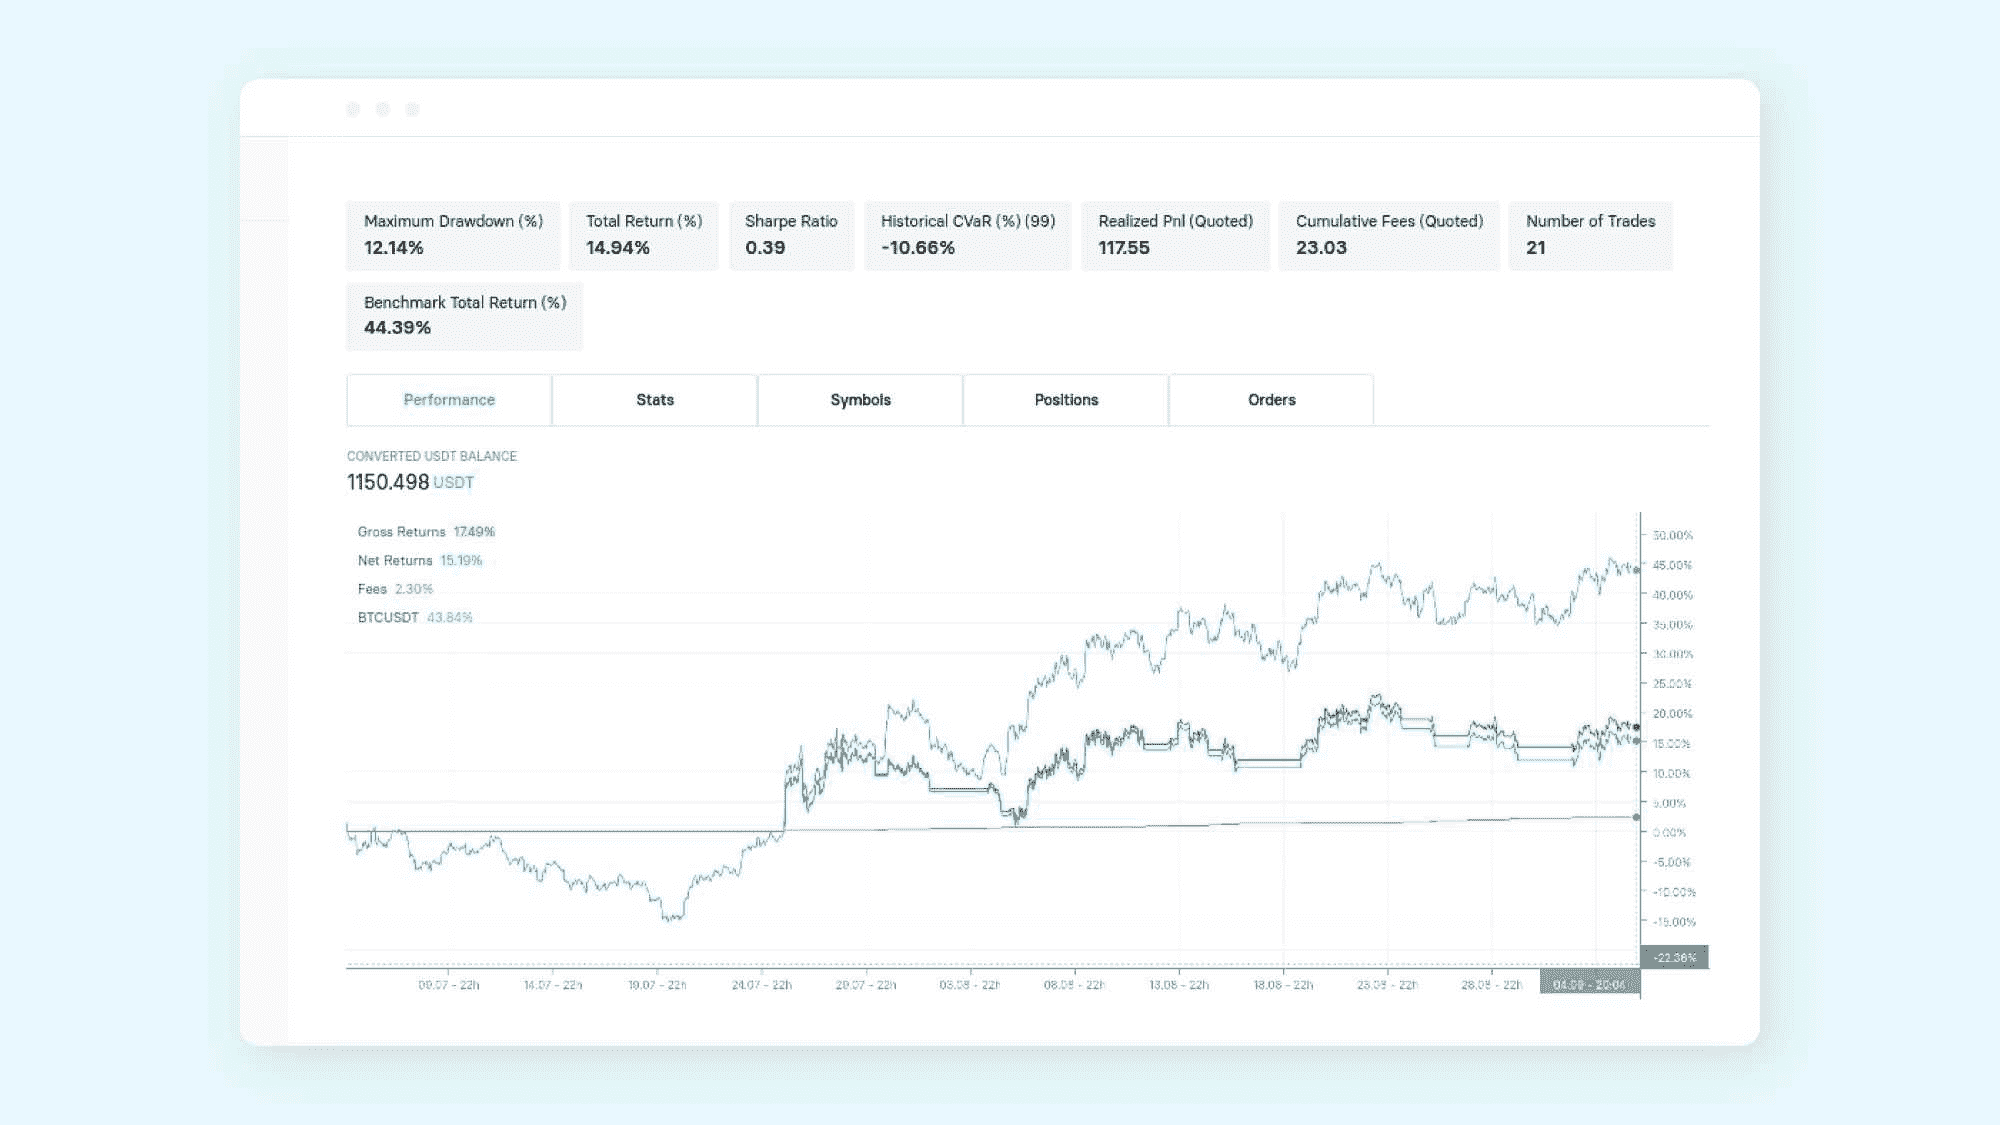 Maximum Drawdown (%) Total Return (%) Sharpe Ratio Historical CVaR (%) (99) Realized Pnl (Quoted) Cumulative Fees (Quoted) Number of Trades
12.14% 14.94% 0.39 -10.66% 117.55 23.03 21
Benchmark Total Return (%)
44.39%
Performance Stats Symbols Positions Orders
CONVERTED USDT BALANCE
1150.498 USDT
Gross Returns 17.49%
Net Returns 15.19%
Fees 2.30%
BTCUSDT 43.84%
50.00%
45.00%
40.00%
35.00%
30.00%
25.00%
20.00%
15.00%
10.00%
5.00%
0.00%
-5.00%
-10.00%
-15.00%
-22.36%
09.07 - 22h 14.07 - 22h 19.07 - 22h 24.07 - 22h 29.07 - 22h 03.08 - 22h 08.08 - 22h 13.08 - 22h 18.08 - 22h 23.08 - 22h 28.08 - 22h 04.09 - 20:04